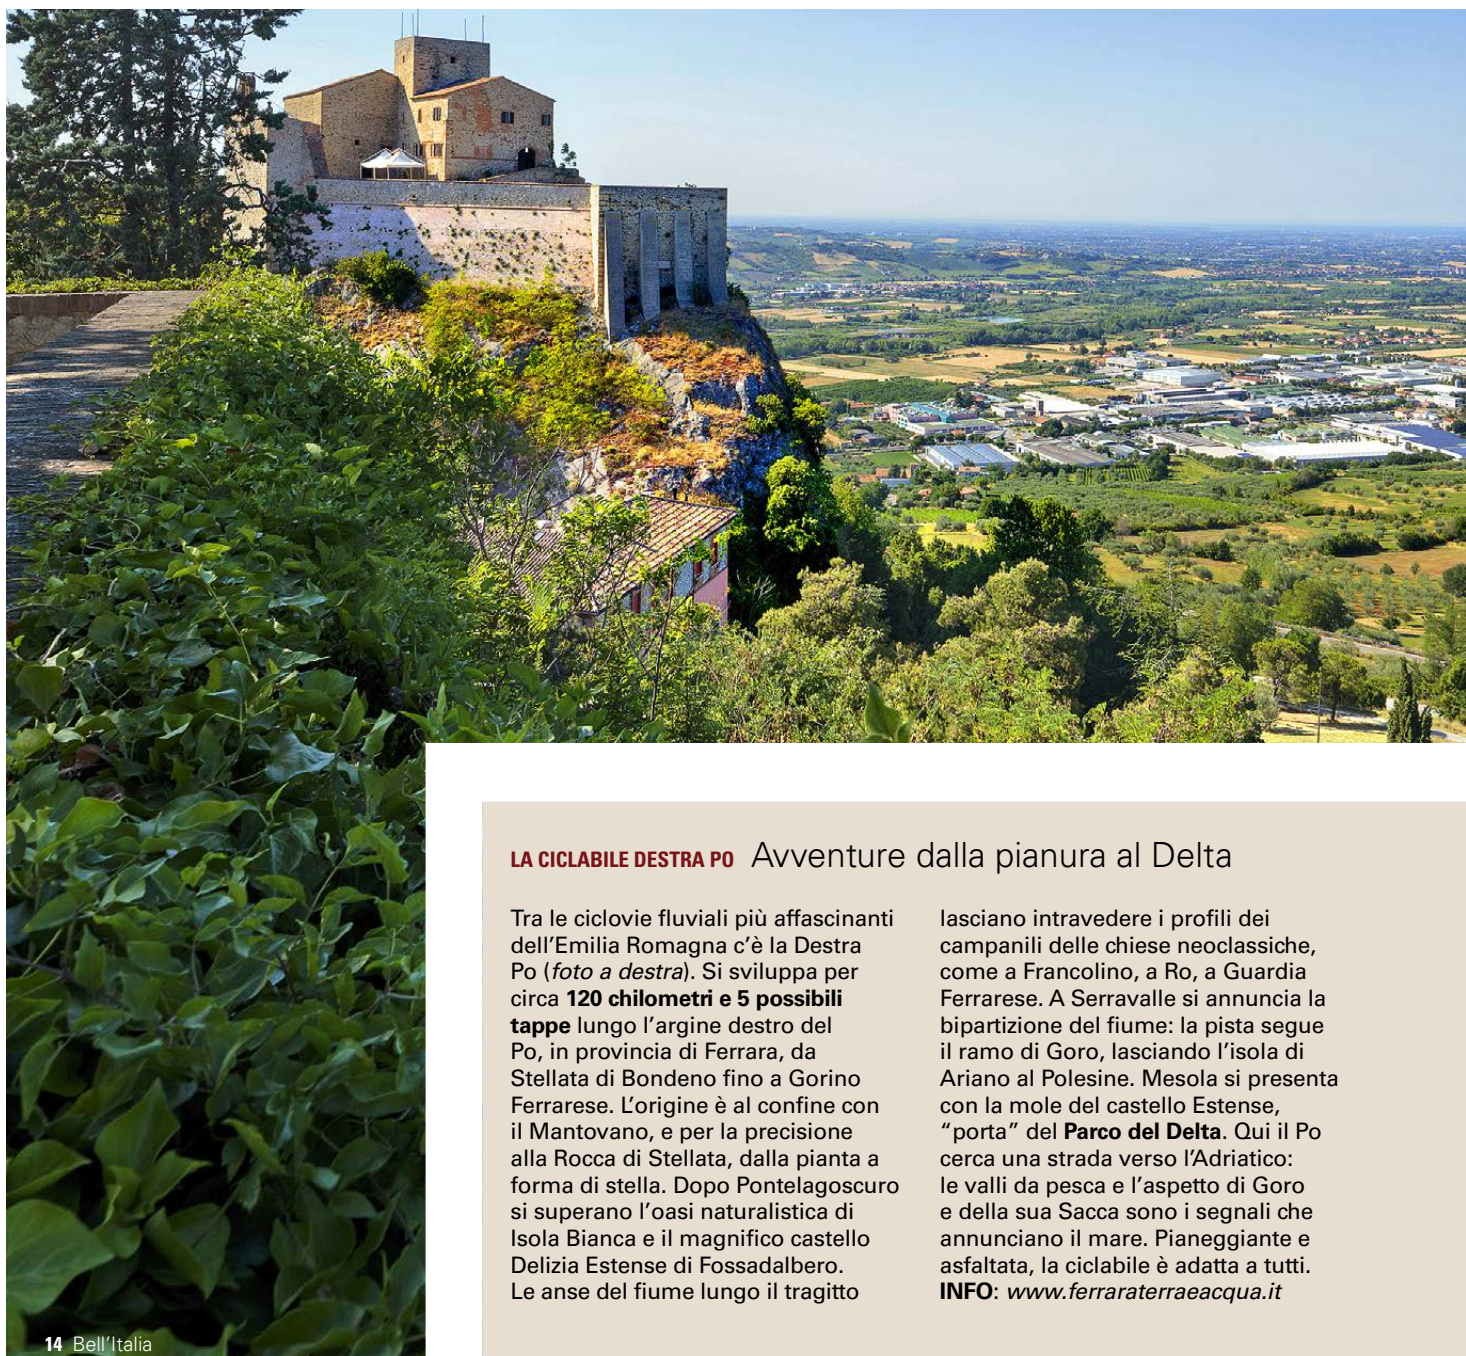 LA CICLABILE DESTRA PO Avventure dalla pianura al Delta
Tra le ciclovie fluviali più affascinanti
dell’Emilia Romagna c’è la Destra
Po (foto a destra). Si sviluppa per
circa 120 chilometri e 5 possibili
tappe lungo l’argine destro del
Po, in provincia di Ferrara, da
Stellata di Bondeno fino a Gorino
Ferrarese. L’origine è al confine con
il Mantovano, e per la precisione
alla Rocca di Stellata, dalla pianta a
forma di stella. Dopo Pontelagoscuro
si superano l’oasi naturalistica di
Isola Bianca e il magnifico castello
Delizia Estense di Fossadalbero.
Le anse del fiume lungo il tragitto
lasciano intravedere i profili dei
campanili delle chiese neoclassiche,
come a Francolino, a Ro, a Guardia
Ferrarese. A Serravalle si annuncia la
bipartizione del fiume: la pista segue
il ramo di Goro, lasciando l’isola di
Ariano al Polesine. Mesola si presenta
con la mole del castello Estense,
“porta” del Parco del Delta. Qui il Po
cerca una strada verso l’Adriatico:
le valli da pesca e l’aspetto di Goro
e della sua Sacca sono i segnali che
annunciano il mare. Pianeggiante e
asfaltata, la ciclabile è adatta a tutti.
INFO: www.ferraraterraeacqua.it
14 Bell’Italia